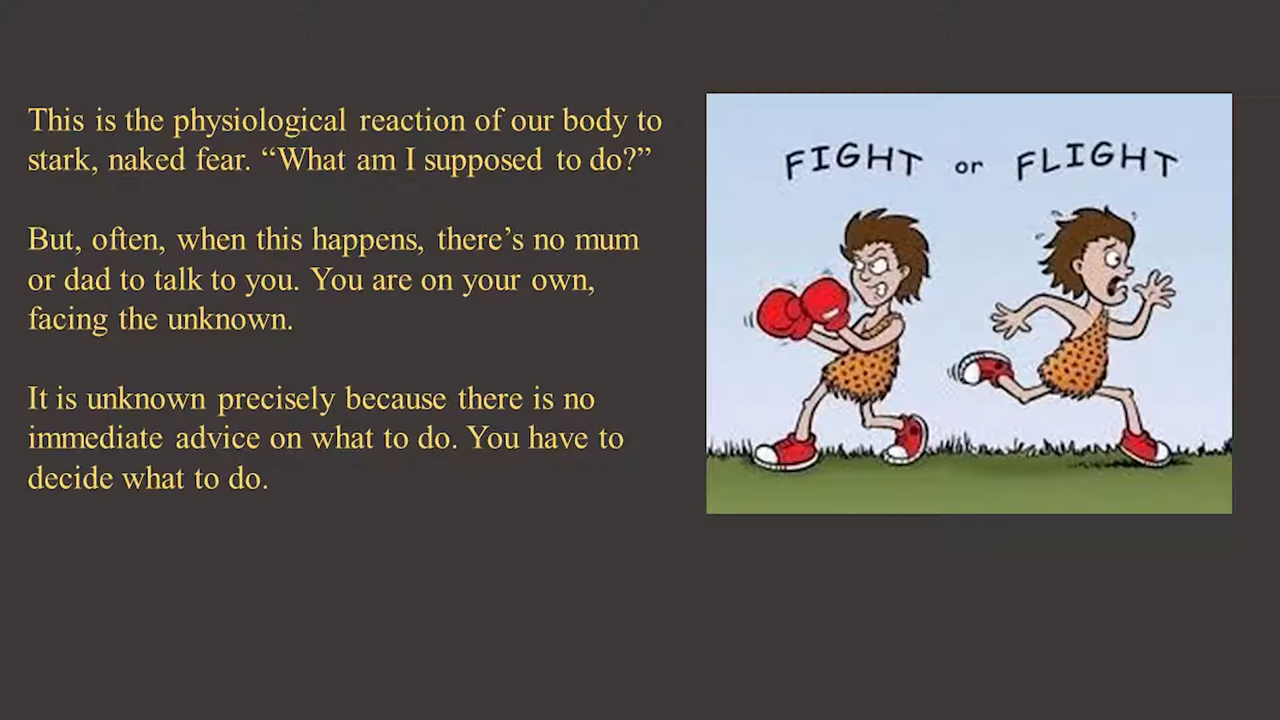 This is the physiological reaction of our body to
stark, naked fear. “What am I supposed to do?”
But, often, when this happens, there’s no mum
or dad to talk to you. You are on your own,
facing the unknown.
It is unknown precisely because there is no
immediate advice on what to do. You have to
decide what to do.
FIGHT or FLIGHT